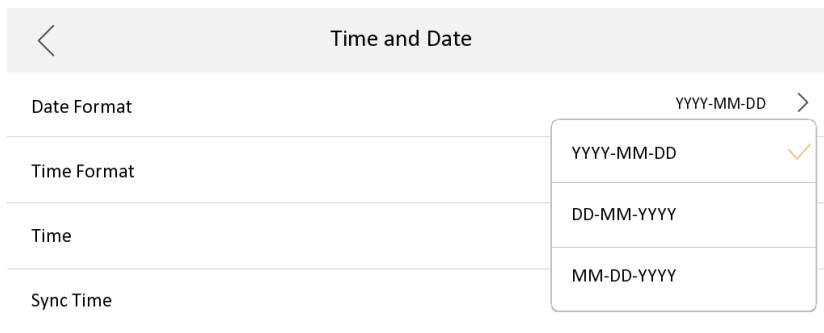 Time and Date
Date Format YYYY-MM-DD
YYYY-MM-DD
Time Format
DD-MM-YYYY
Time
MM-DD-YYYY
Sync Time